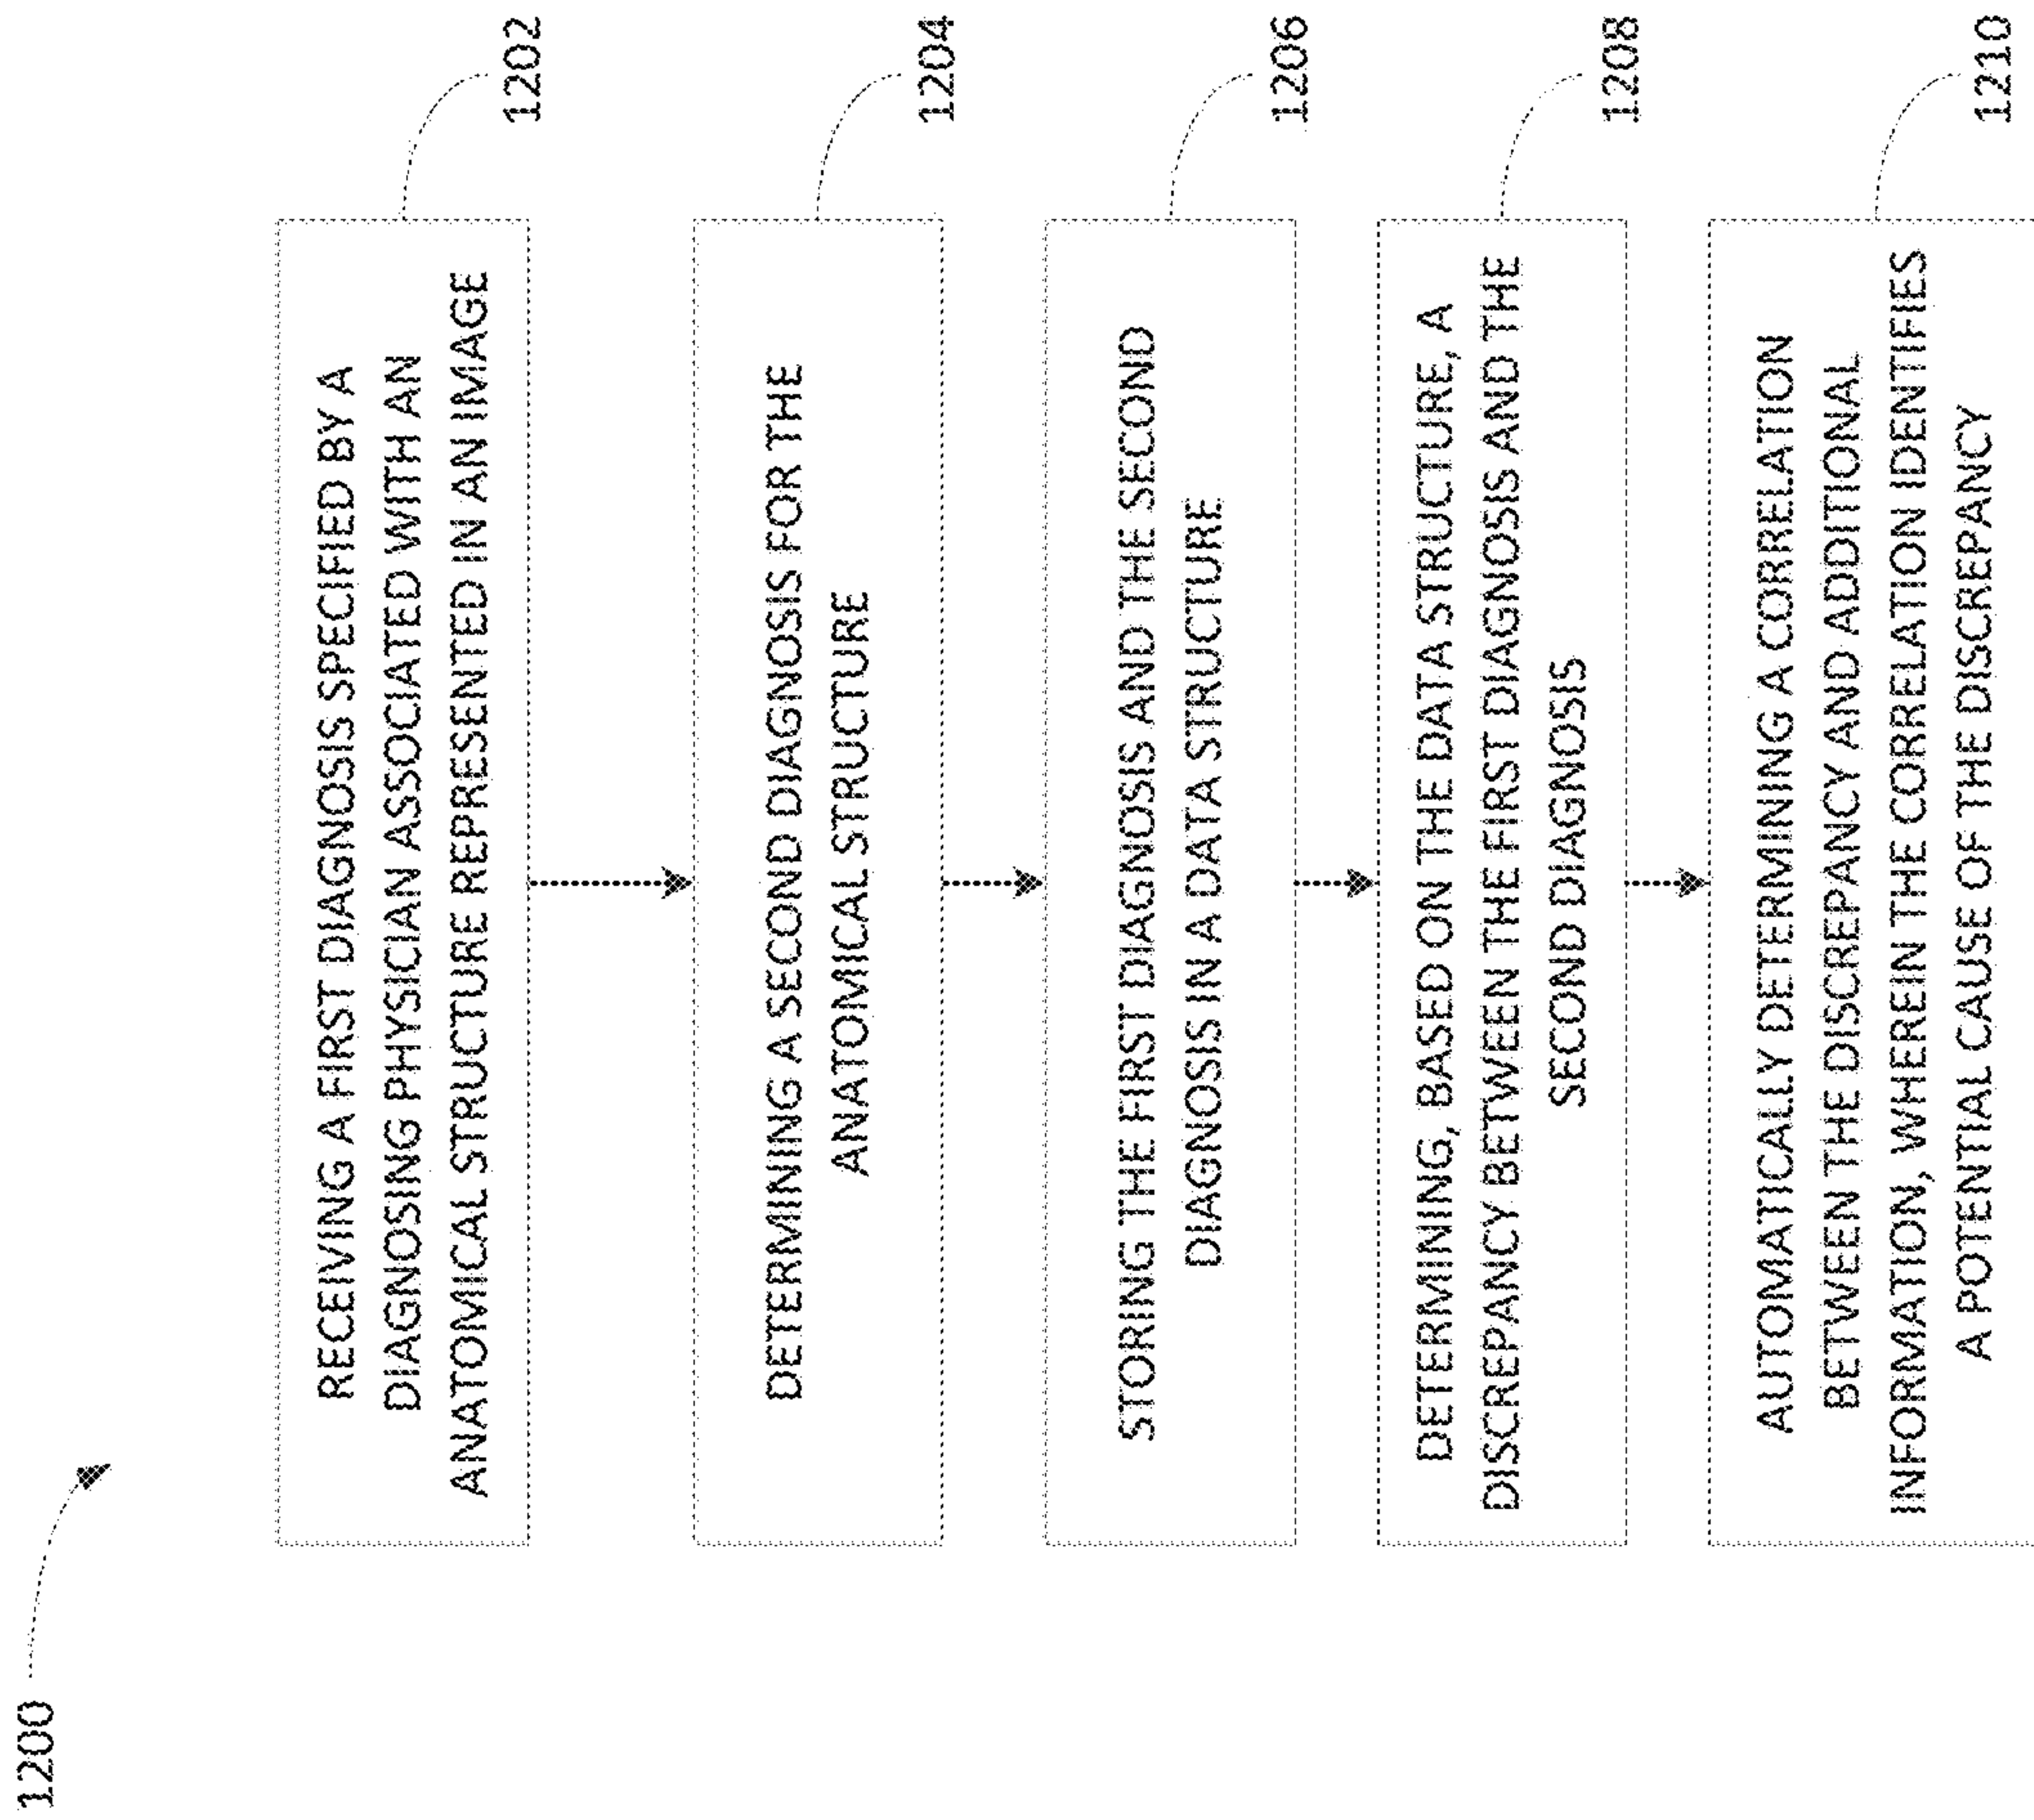 1200
RECEIVING A FIRST DIAGNOSIS SPECIFIED BY A
DIAGNOSING PHYSICIAN ASSOCIATED WITH AN
ANATOMICAL STRUCTURE REPRESENTED IN AN IMAGE
1202
DETERMINING A SECOND DIAGNOSIS FOR THE
ANATOMICAL STRUCTURE
1204
STORING THE FIRST DIAGNOSIS AND THE SECOND
DIAGNOSIS IN A DATA STRUCTURE
1206
DETERMINING, BASED ON THE DATA STRUCTURE, A
DISCREPANCY BETWEEN THE FIRST DIAGNOSIS AND THE
SECOND DIAGNOSIS
1208
AUTOMATICALLY DETERMINING A CORRELATION
BETWEEN THE DISCREPANCY AND ADDITIONAL
INFORMATION, WHEREIN THE CORRELATION IDENTIFIES
A POTENTIAL CAUSE OF THE DISCREPANCY
1210